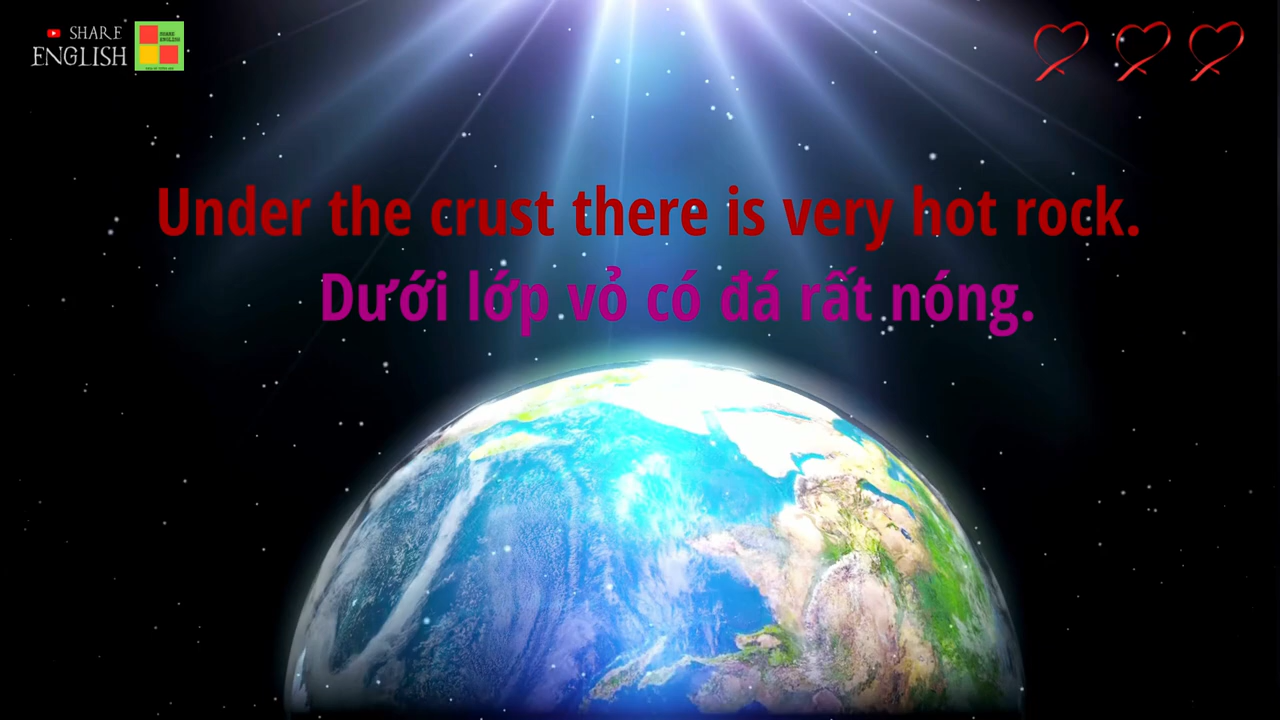 SHARE
ENGLISH
Under the crust there is very hot rock.
Dưới lớp vỏ có đá rất nóng.